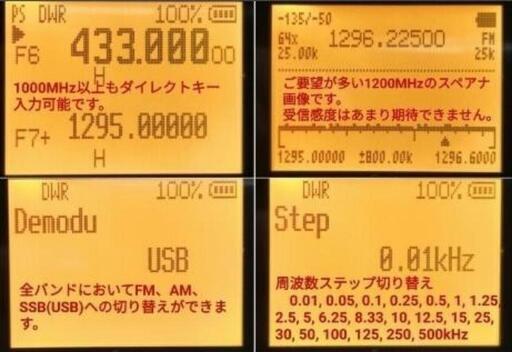 PS DWR 100%
F6 433.00000
H
1000MHz以上もダイレクトキー
入力可能です。
F7+ 1295.00000
H
-135/-50
64x 1296.22500 FM
25.00k 25k
ご要望が多い1200MHzのスペアナ
画像です。
受信感度はあまり期待できません。
1295.00000 ±800.00k 1296.6000
DWR 100%
Demodu
USB
全バンドにおいてFM、AM、
SSB(USB)への切り替えができま
す。
DWR 100%
Step
0.01kHz
周波数ステップ切り替え
0.01, 0.05, 0.1, 0.25, 0.5, 1, 1.25,
2.5, 5, 6.25, 8.33, 10, 12.5, 15, 25,
30, 50, 100, 125, 250, 500kHz